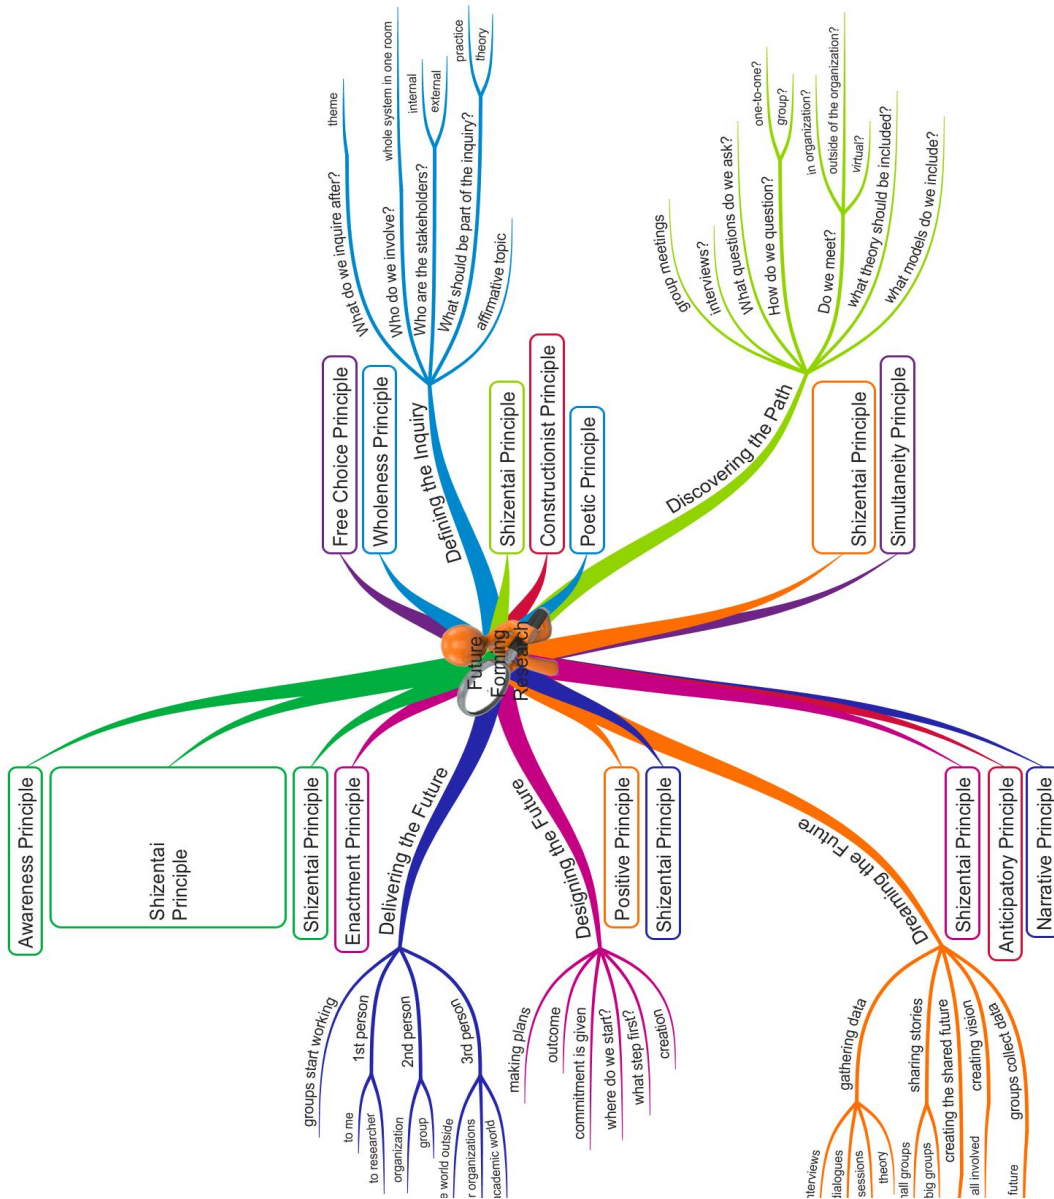 Future
Forming
Research
Free Choice Principle
Wholeness Principle
Defining the Inquiry
What do we inquire after?
theme
Who do we involve?
whole system in one room
Who are the stakeholders?
internal
external
What should be part of the inquiry?
practice
theory
affirmative topic
Shizentai Principle
Constructionist Principle
Poetic Principle
Discovering the Path
group meetings
interviews?
What questions do we ask?
How do we question?
one-to-one?
group?
Do we meet?
in organization?
outside of the organization?
virtual?
what theory should be included?
what models do we include?
Shizentai Principle
Simultaneity Principle
Awareness Principle
Shizentai
Principle
Shizentai Principle
Enactment Principle
Delivering the Future
groups start working
1st person
to me
to researcher
2nd person
organization
group
3rd person
e world outside
r organizations
academic world
Designing the Future
making plans
outcome
commitment is given
where do we start?
what step first?
creation
Positive Principle
Shizentai Principle
Dreaming the Future
gathering data
nterviews
dialogues
sessions
theory
sharing stories
nall groups
big groups
creating the shared future
creating vision
all involved
groups collect data
future
Shizentai Principle
Anticipatory Principle
Narrative Principle